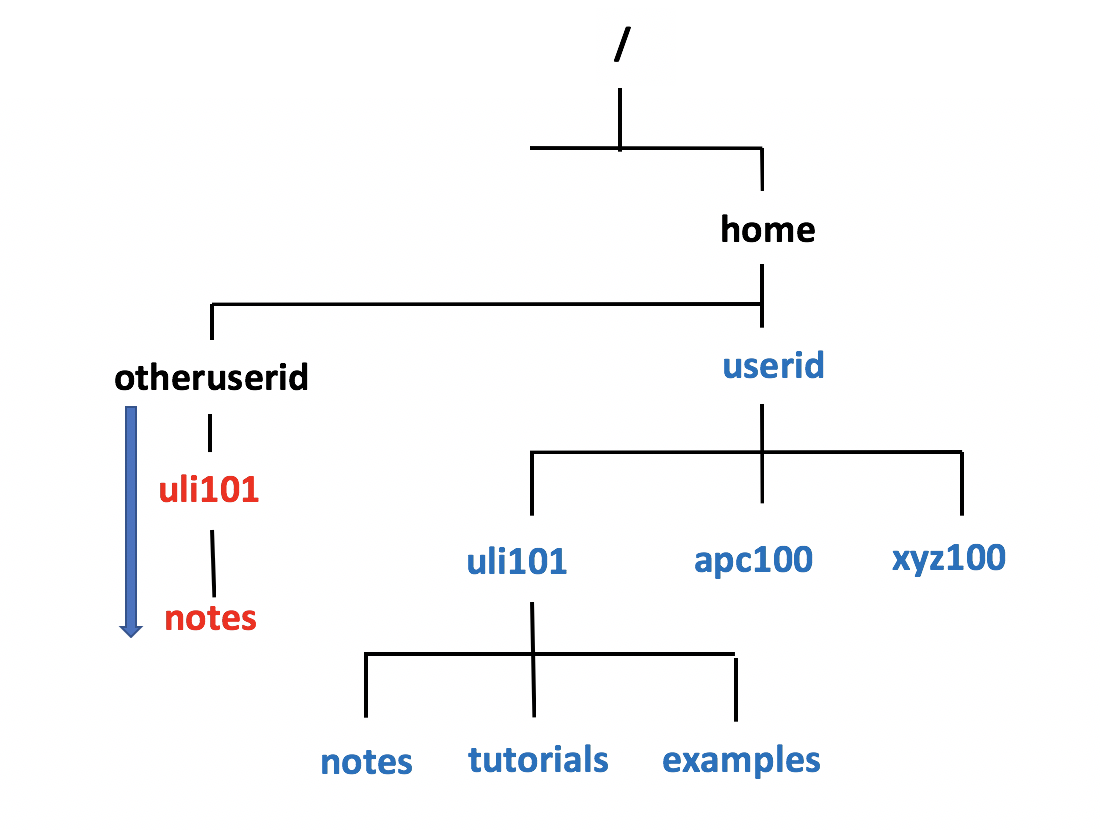 /
home
otheruserid
userid
uli101
uli101
apc100
xyz100
notes
notes
tutorials
examples